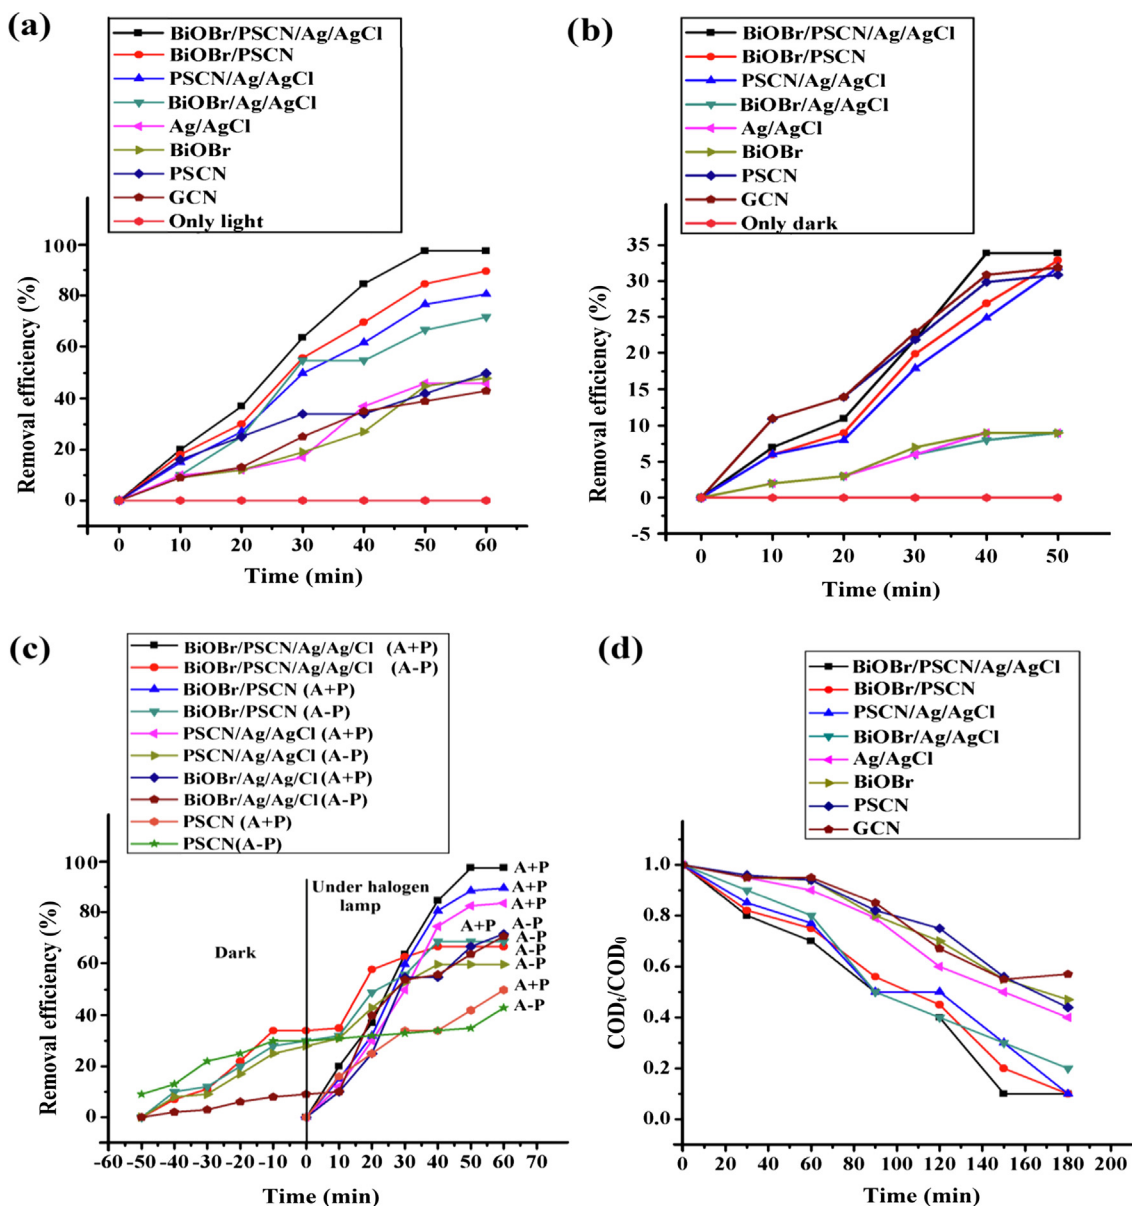 (a)
BiOBr/PSCN/Ag/AgCl
BiOBr/PSCN
PSCN/Ag/AgCl
BiOBr/Ag/AgCl
Ag/AgCl
BiOBr
PSCN
GCN
Only light
100
80
60
40
20
0
Removal efficiency (%)
0 10 20 30 40 50 60
Time (min)
(b)
BiOBr/PSCN/Ag/AgCl
BiOBr/PSCN
PSCN/Ag/AgCl
BiOBr/Ag/AgCl
Ag/AgCl
BiOBr
PSCN
GCN
Only dark
35
30
25
20
15
10
5
0
-5
Removal efficiency (%)
0 10 20 30 40 50
Time (min)
(c)
BiOBr/PSCN/Ag/Ag/Cl (A+P)
BiOBr/PSCN/Ag/Ag/Cl (A-P)
BiOBr/PSCN (A+P)
BiOBr/PSCN (A-P)
PSCN/Ag/AgCl (A+P)
PSCN/Ag/AgCl (A-P)
BiOBr/Ag/Ag/Cl (A+P)
BiOBr/Ag/Ag/Cl (A-P)
PSCN (A+P)
PSCN(A-P)
100
80
60
40
20
0
Removal efficiency (%)
Dark
Under halogen
lamp
A+P
A+P
A+P
A+P
A-P
A-P
A-P
A-P
A+P
A-P
-60 -50 -40 -30 -20 -10 0 10 20 30 40 50 60 70
Time (min)
(d)
BiOBr/PSCN/Ag/AgCl
BiOBr/PSCN
PSCN/Ag/AgCl
BiOBr/Ag/AgCl
Ag/AgCl
BiOBr
PSCN
GCN
1.0
0.8
0.6
0.4
0.2
0.0
CODt/COD0
0 20 40 60 80 100 120 140 160 180 200
Time (min)